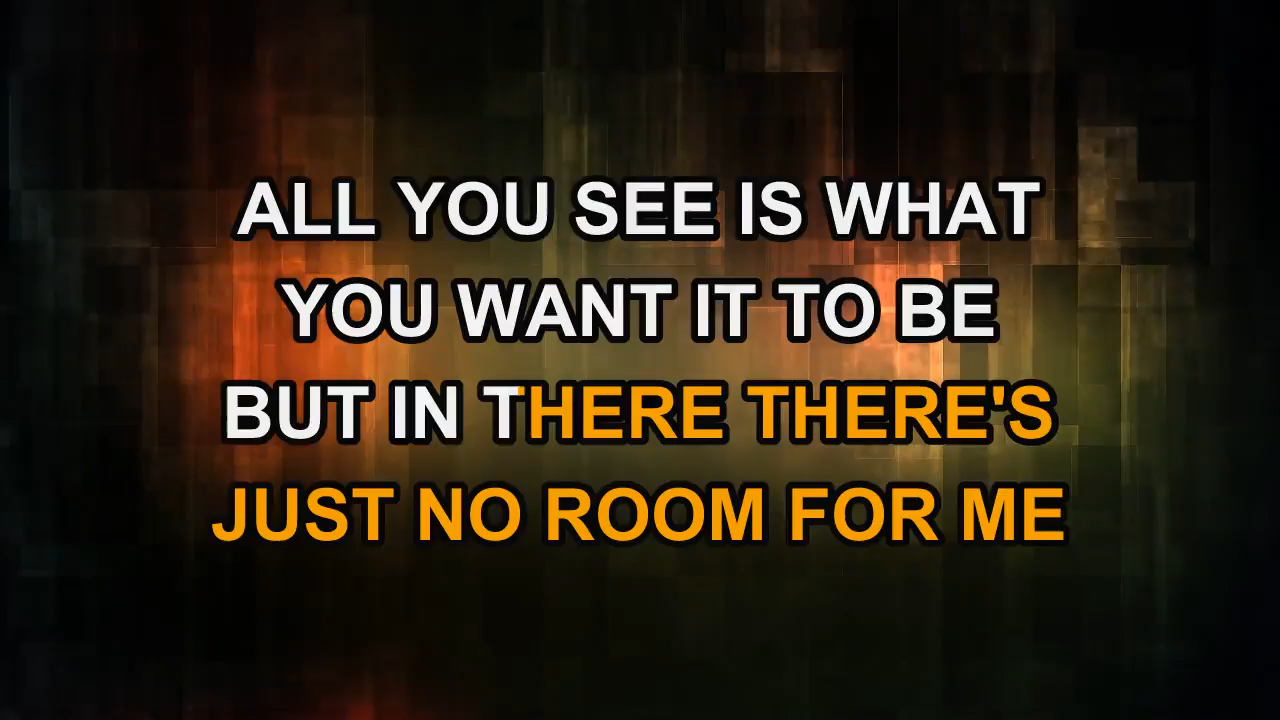 ALL YOU SEE IS WHAT
YOU WANT IT TO BE
BUT IN THERE THERE'S
JUST NO ROOM FOR ME